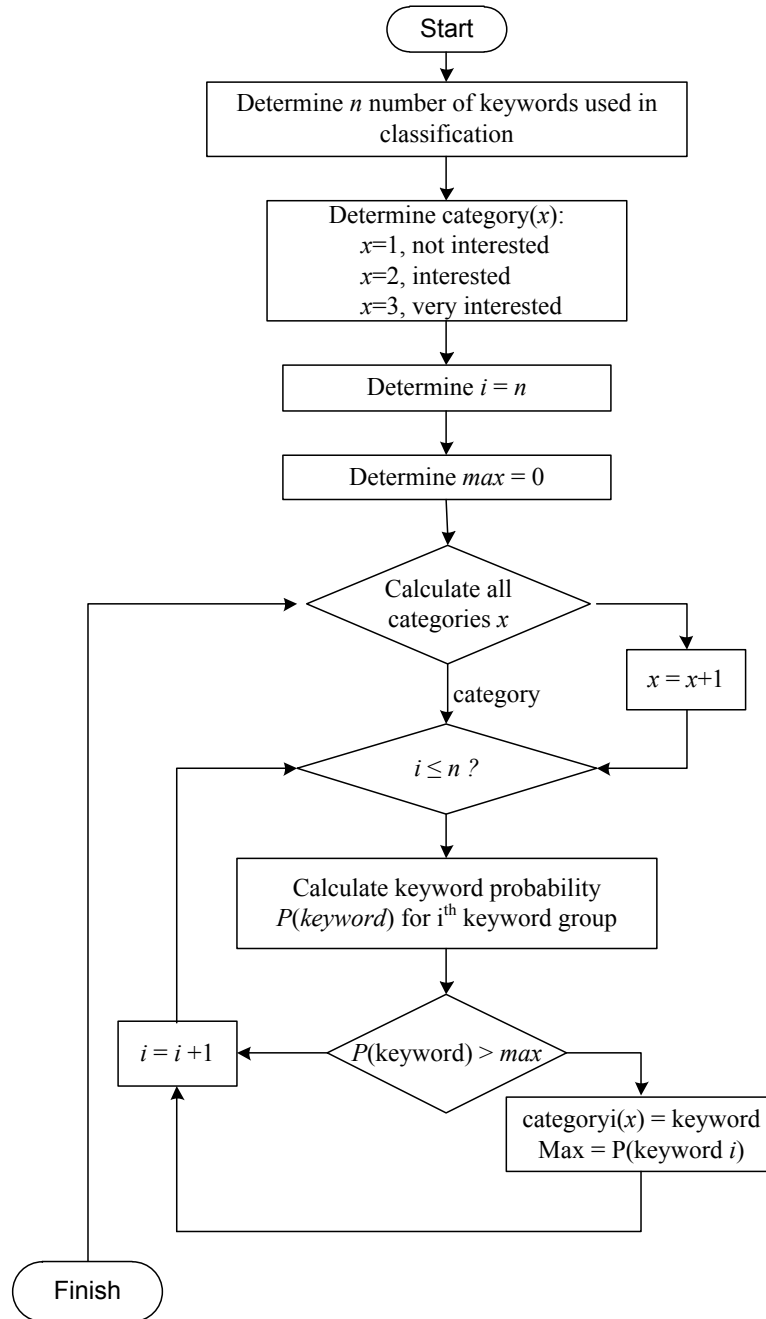 Start
Determine n number of keywords used in
classification
Determine category(x):
x=1, not interested
x=2, interested
x=3, very interested
Determine i = n
Determine max = 0
Calculate all
categories x
x = x+1
category
i ≤ n ?
Calculate keyword probability
P(keyword) for iᵗʰ keyword group
i = i +1
P(keyword) > max
categoryi(x) = keyword
Max = P(keyword i)
Finish